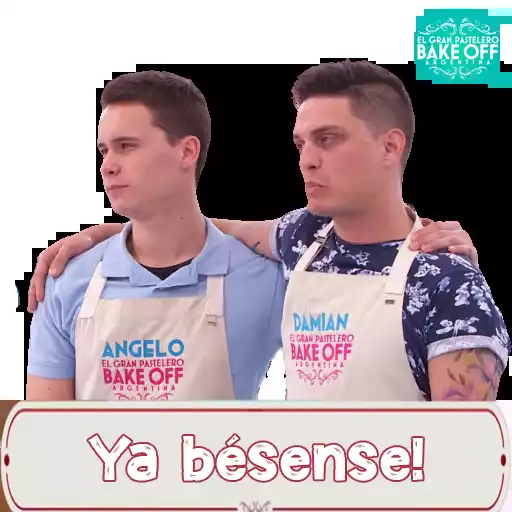 EL GRAN PASTELERO
BAKE OFF
ARGENTINA
ANGELO
EL GRAN PASTELERO
BAKE OFF
ARGENTINA
DAMIAN
EL GRAN PASTELERO
BAKE OFF
ARGENTINA
Ya bésense!